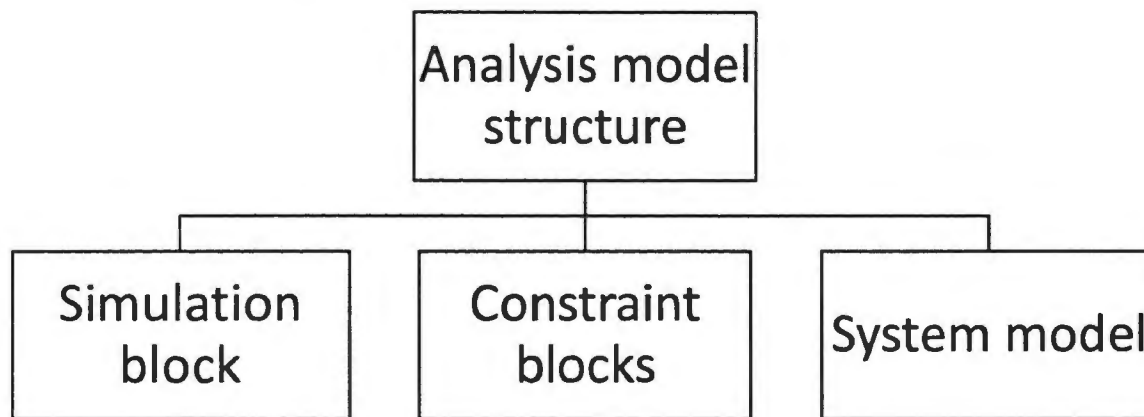 Analysis model
structure
Simulation
block
Constraint
blocks
System model